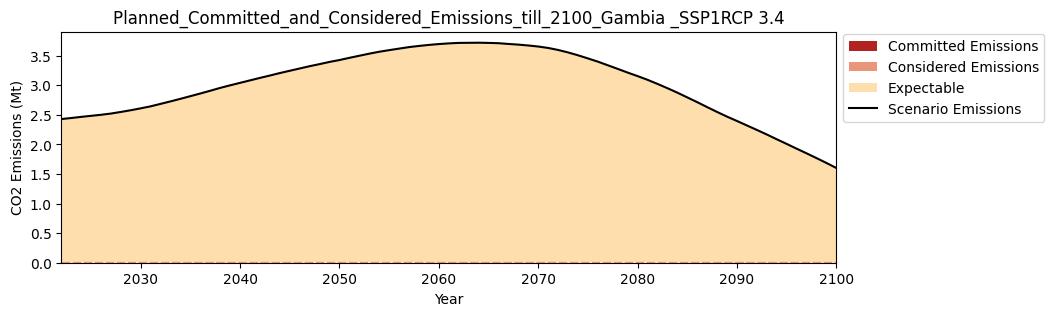 Planned_Committed_and_Considered_Emissions_till_2100_Gambia _SSP1RCP 3.4
CO2 Emissions (Mt)
3.5
3.0
2.5
2.0
1.5
1.0
0.5
0.0
2030 2040 2050 2060 2070 2080 2090 2100
Year
Committed Emissions
Considered Emissions
Expectable
Scenario Emissions